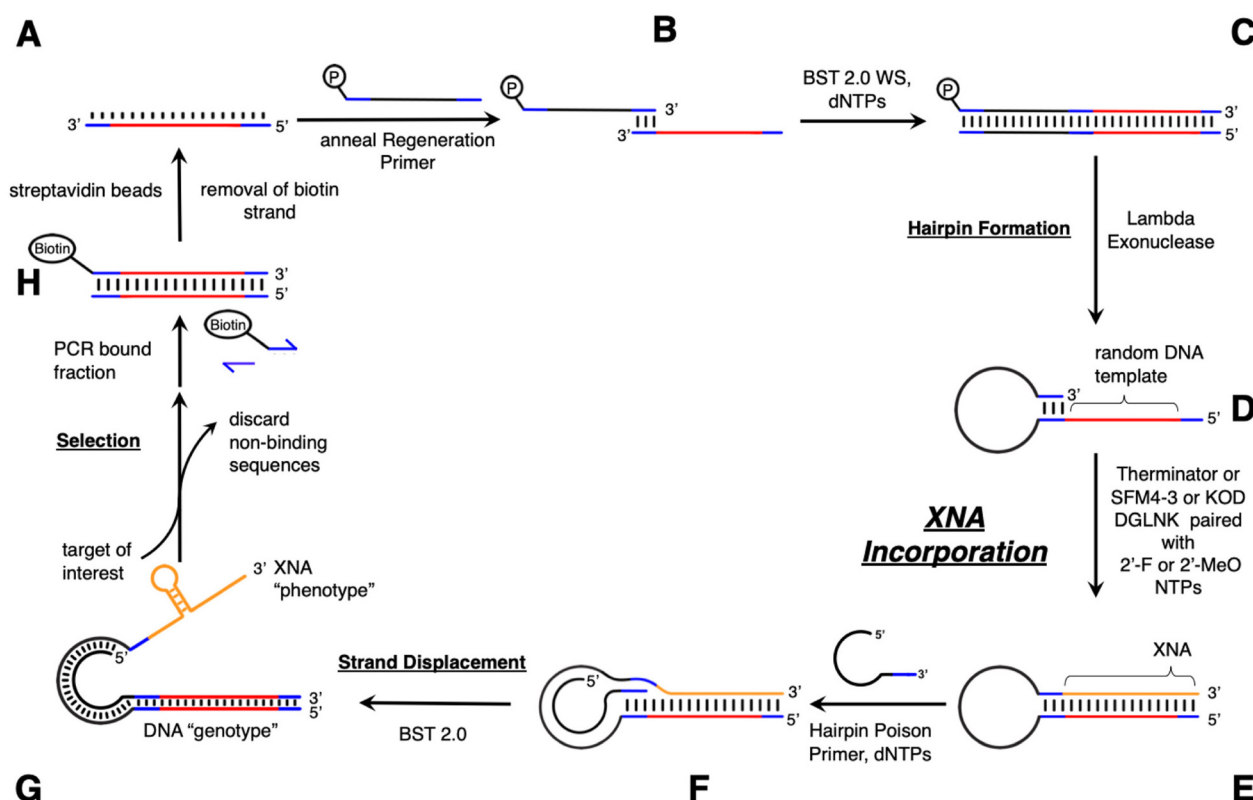 A
B
C
P
3’
5’
anneal Regeneration
Primer
P
3’
3’
BST 2.0 WS,
dNTPs
P
3’
5’
streptavidin beads
removal of biotin
strand
Hairpin Formation
Lambda
Exonuclease
Biotin
H
3’
5’
Biotin
PCR bound
fraction
random DNA
template
3’
D
5’
Selection
discard
non-binding
sequences
Therminator or
SFM4-3 or KOD
DGLNK paired
with
2’-F or 2’-MeO
NTPs
XNA
Incorporation
target of
interest
3’ XNA
“phenotype”
5’
3’
5’
DNA “genotype”
Strand Displacement
BST 2.0
5’
3’
5’
5’
3’
Hairpin Poison
Primer, dNTPs
XNA
3’
5’
G
F
E